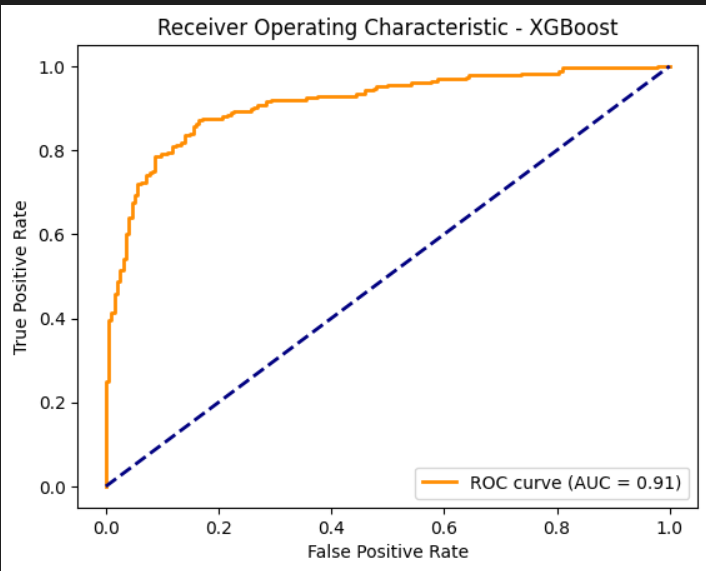 Receiver Operating Characteristic - XGBoost
True Positive Rate
1.0
0.8
0.6
0.4
0.2
0.0
ROC curve (AUC = 0.91)
0.0 0.2 0.4 0.6 0.8 1.0
False Positive Rate